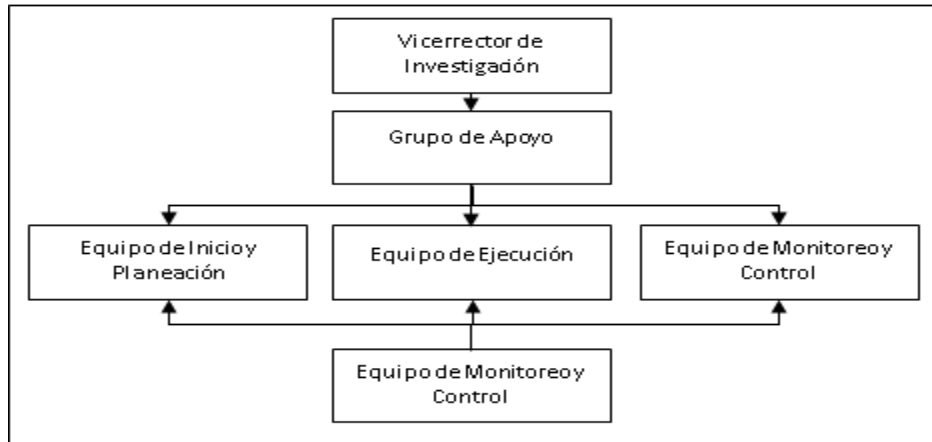 Vicerrector de
Investigación
Grupo de Apoyo
Equipo de Inicio y
Planeación
Equipo de Ejecución
Equipo de Monitoreo y
Control
Equipo de Monitoreo y
Control